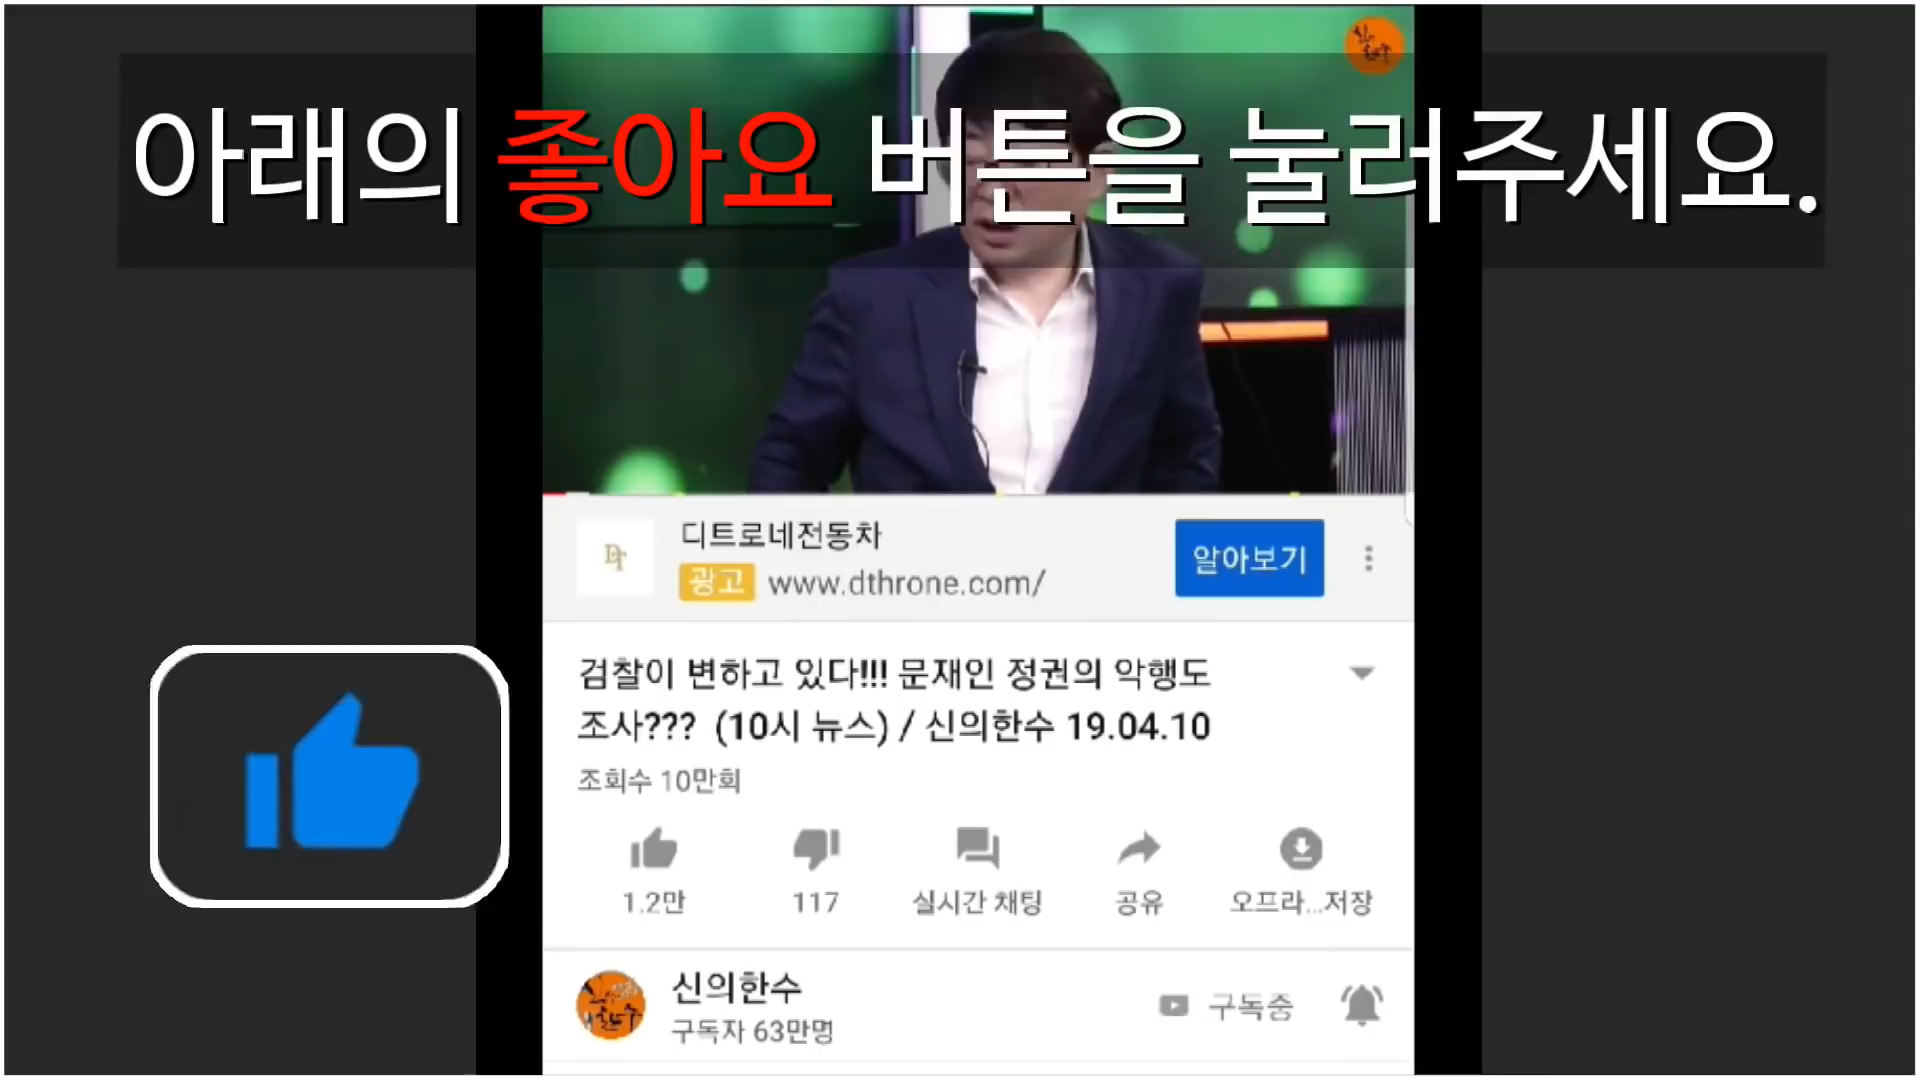 아래의 좋아요 버튼을 눌러주세요.
디트로네전동차
알아보기
광고 www.dthrone.com/
검찰이 변하고 있다!!! 문재인 정권의 악행도
조사??? (10시 뉴스) / 신의한수 19.04.10
조회수 10만회
1.2만 117 실시간 채팅 공유 오프라...저장
신의한수
구독자 63만명
구독중